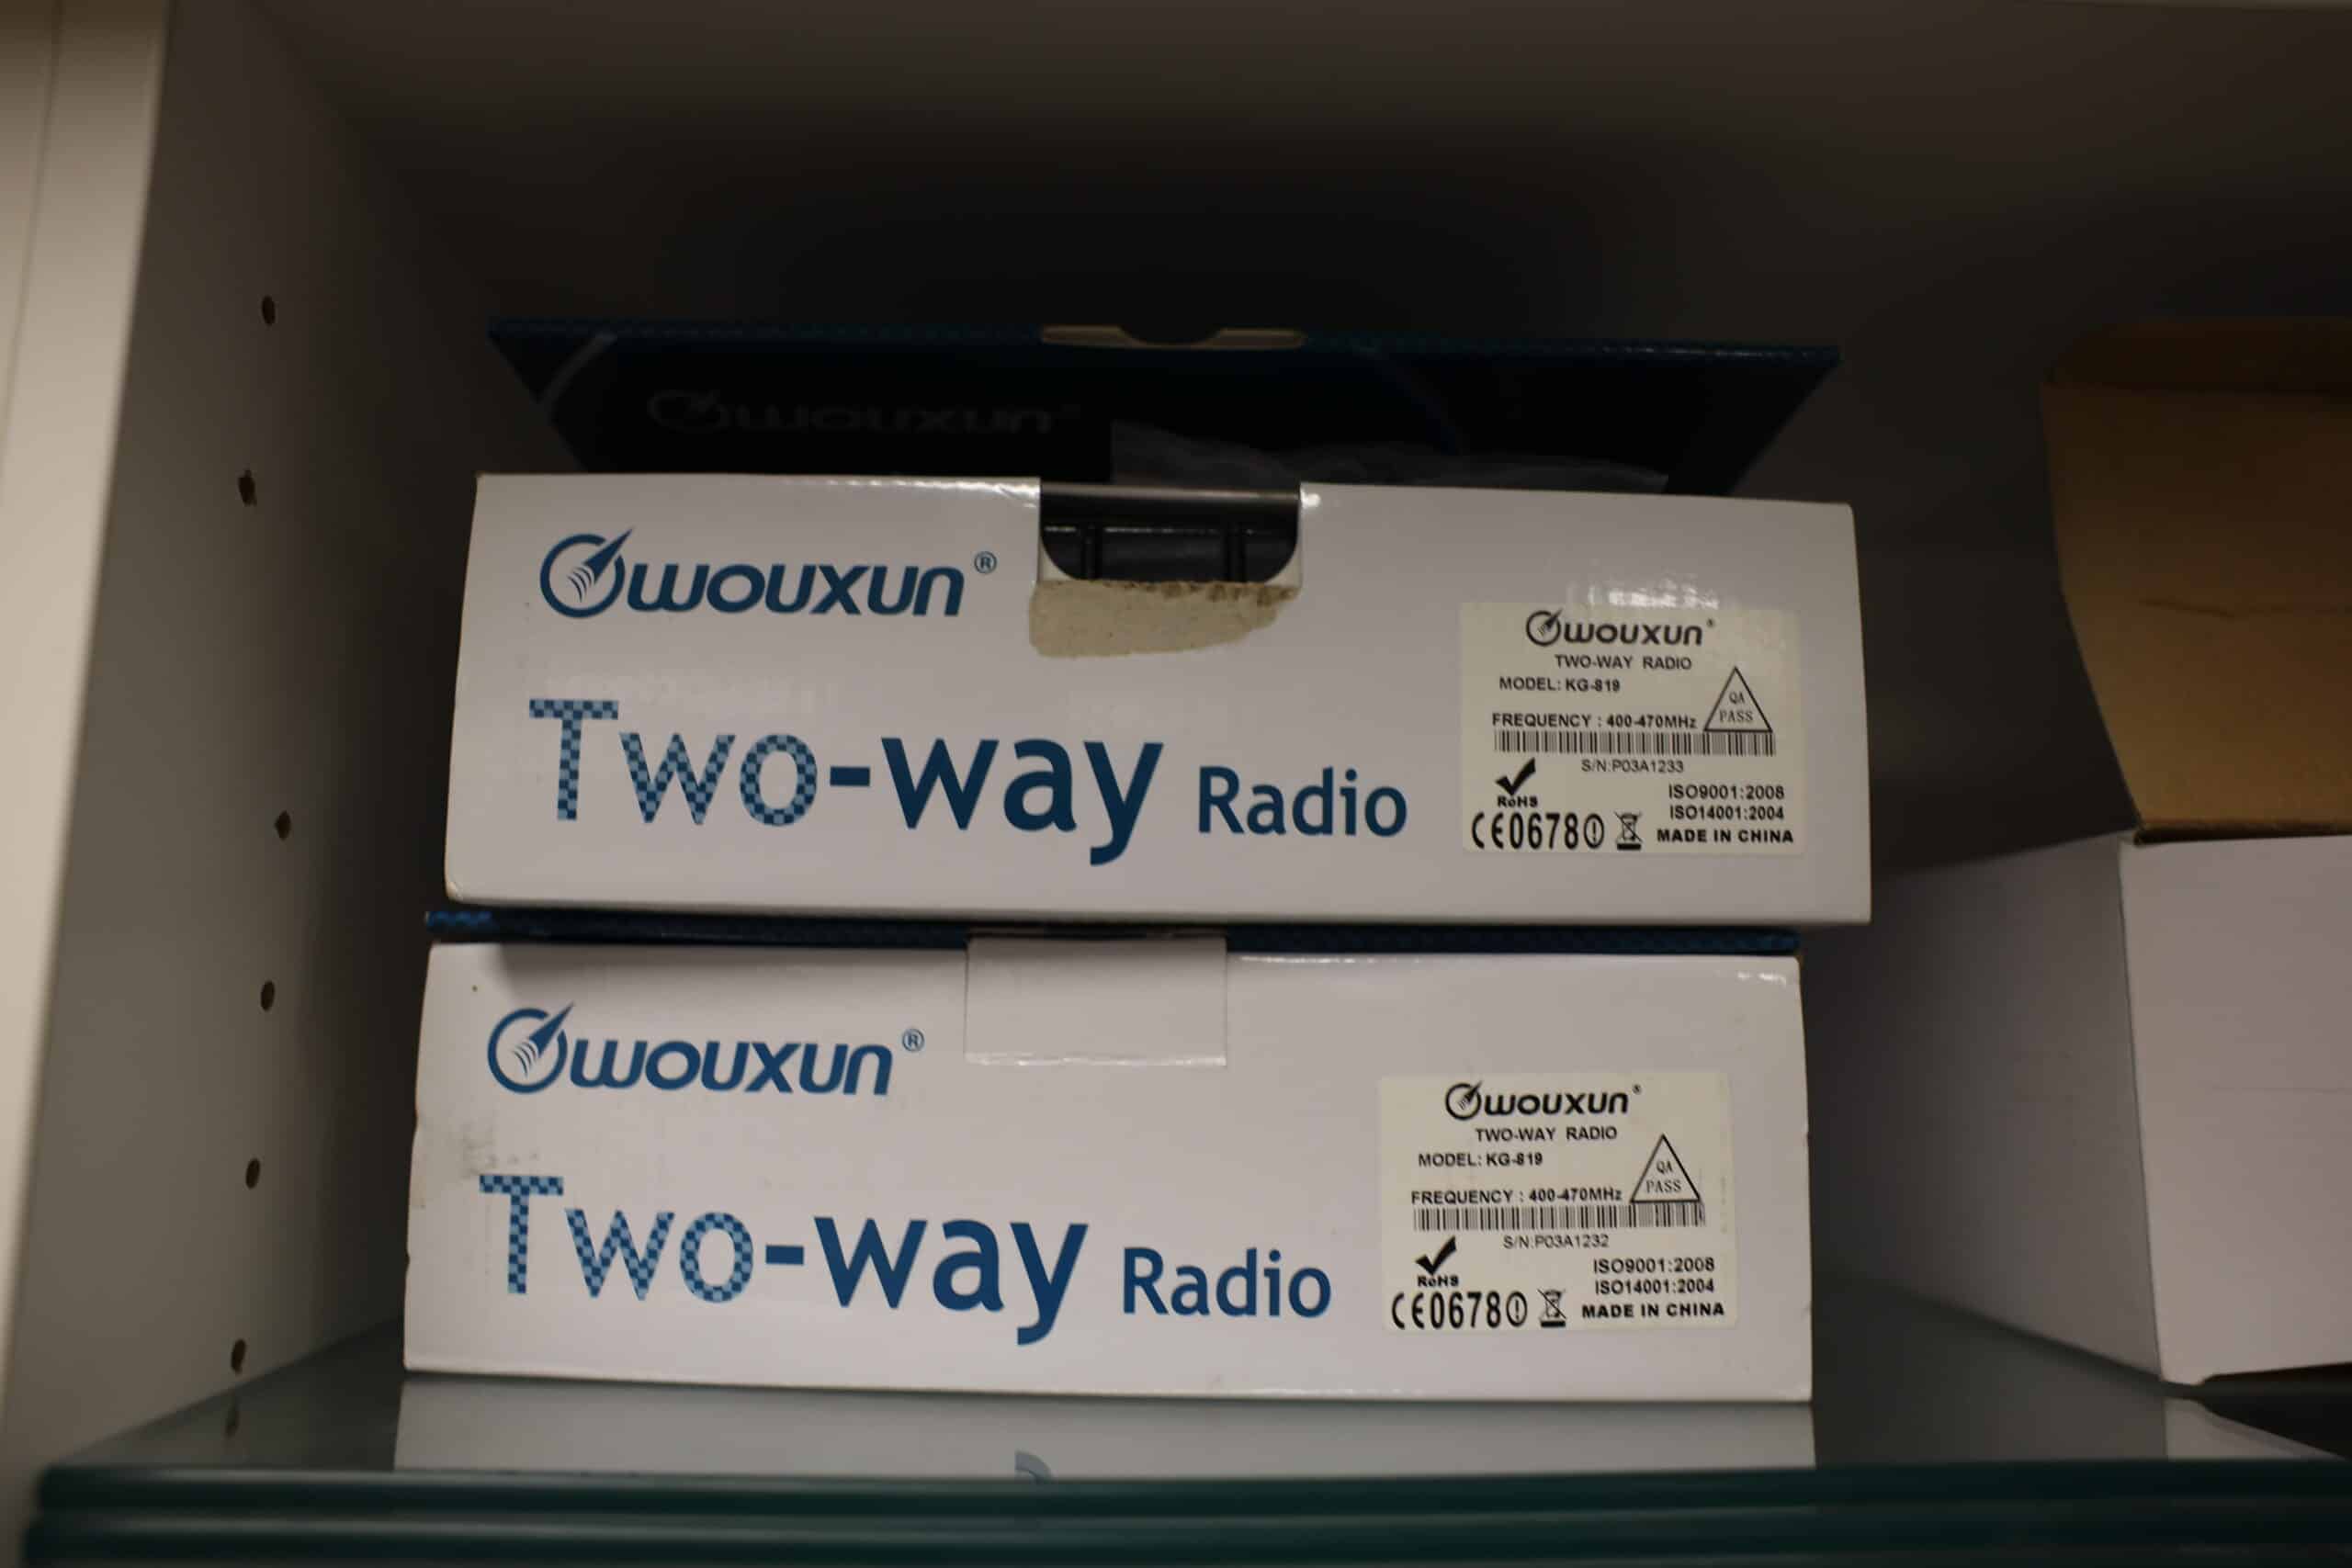 wouxun
wouxun®
Two-way Radio
wouxun®
TWO-WAY RADIO
MODEL: KG-819
QA
PASS
FREQUENCY : 400-470MHz
S/N:P03A1233
RoHS
ISO9001:2008
ISO14001:2004
CE0678
MADE IN CHINA
wouxun®
Two-way Radio
wouxun®
TWO-WAY RADIO
MODEL: KG-819
QA
PASS
FREQUENCY : 400-470MHz
S/N:P03A1232
RoHS
ISO9001:2008
ISO14001:2004
CE0678
MADE IN CHINA